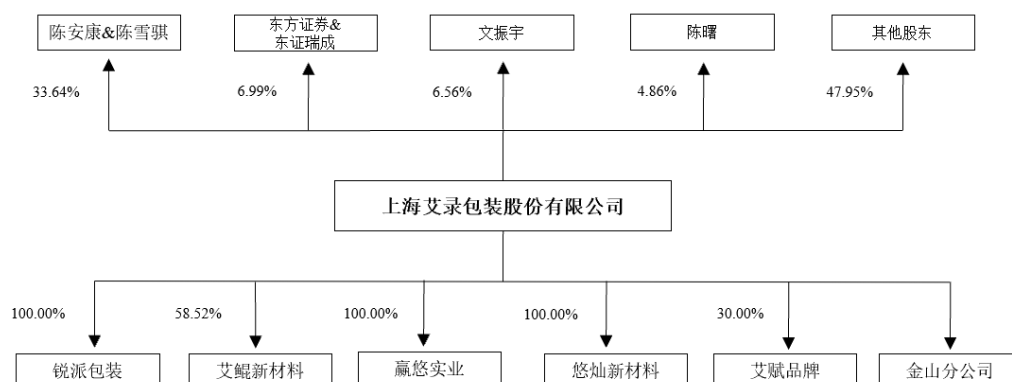 陈安康&陈雪骐
东方证券&
东证瑞成
文振宇
陈曙
其他股东
33.64%
6.99%
6.56%
4.86%
47.95%
上海艾录包装股份有限公司
100.00%
58.52%
100.00%
100.00%
30.00%
锐派包装
艾鲲新材料
赢悠实业
悠灿新材料
艾赋品牌
金山分公司